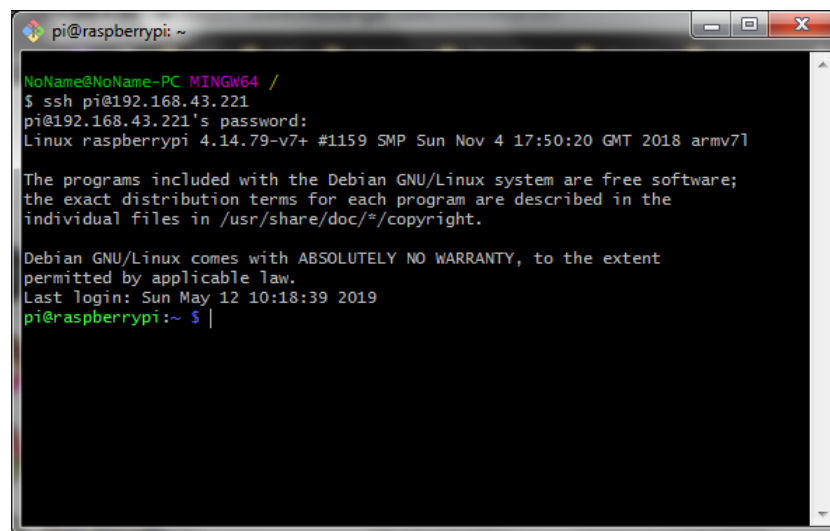 pi@raspberrypi: ~
NoName@NoName-PC MINGW64 /
$ ssh pi@192.168.43.221
pi@192.168.43.221's password:
Linux raspberrypi 4.14.79-v7+ #1159 SMP Sun Nov 4 17:50:20 GMT 2018 armv7l

The programs included with the Debian GNU/Linux system are free software;
the exact distribution terms for each program are described in the
individual files in /usr/share/doc/*/copyright.

Debian GNU/Linux comes with ABSOLUTELY NO WARRANTY, to the extent
permitted by applicable law.
Last login: Sun May 12 10:18:39 2019
pi@raspberrypi:~ $